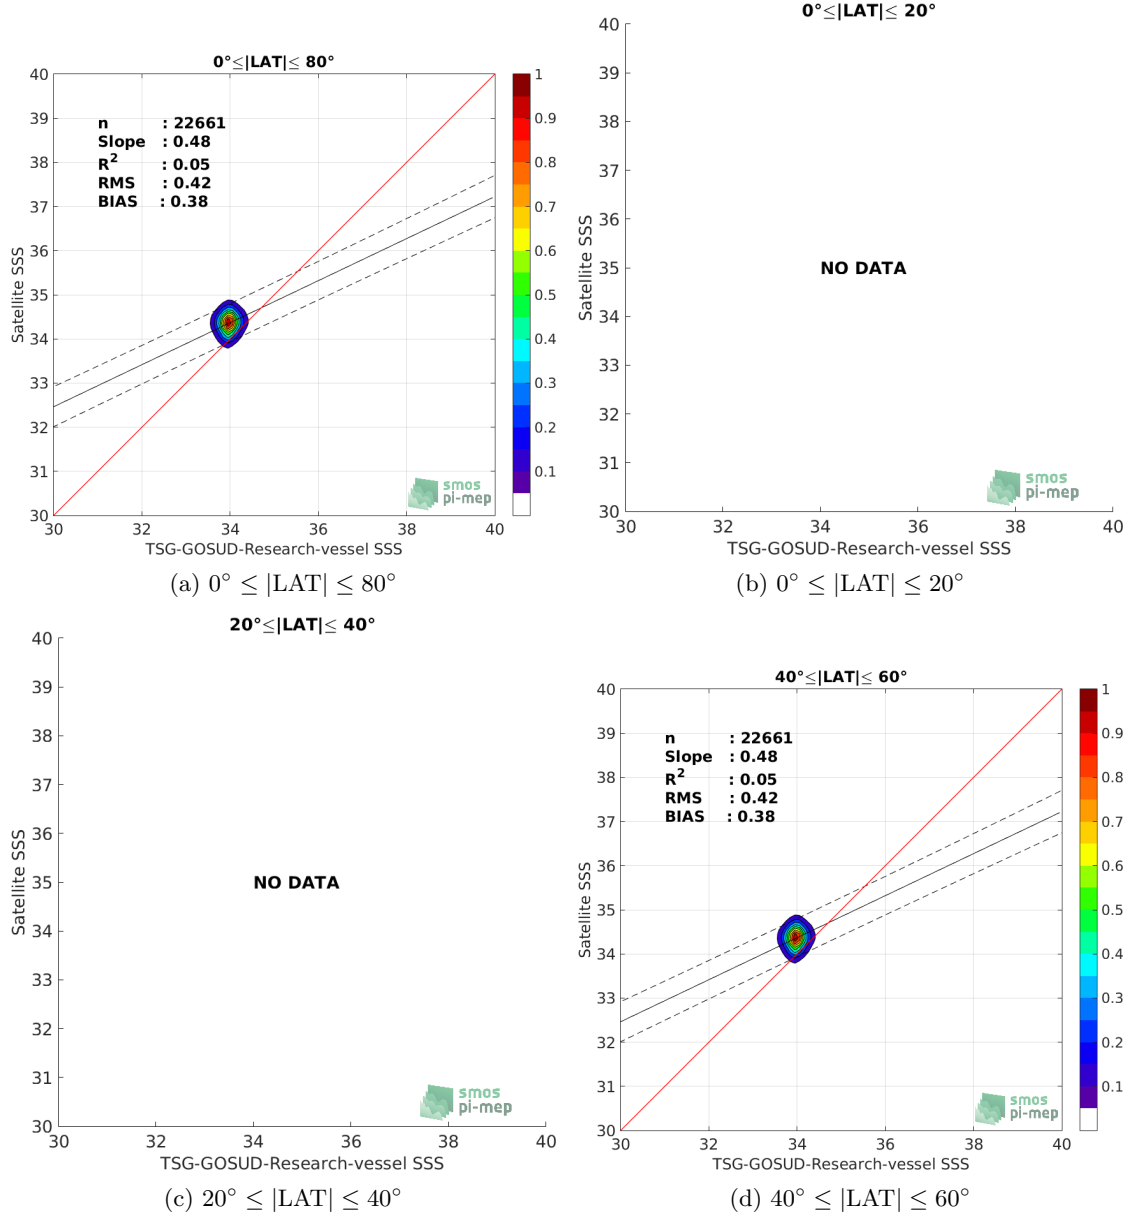 0°≤|LAT|≤ 80°
40
39
38
37
36
35
34
33
32
31
30
Satellite SSS
n : 22661
Slope : 0.48
R2 : 0.05
RMS : 0.42
BIAS : 0.38
smos
pi-mep
30 32 34 36 38 40
TSG-GOSUD-Research-vessel SSS
1
0.9
0.8
0.7
0.6
0.5
0.4
0.3
0.2
0.1
(a) 0° ≤ |LAT| ≤ 80°
0°≤|LAT|≤ 20°
40
39
38
37
36
35
34
33
32
31
30
Satellite SSS
NO DATA
smos
pi-mep
30 32 34 36 38 40
TSG-GOSUD-Research-vessel SSS
(b) 0° ≤ |LAT| ≤ 20°
20°≤|LAT|≤ 40°
40
39
38
37
36
35
34
33
32
31
30
Satellite SSS
NO DATA
smos
pi-mep
30 32 34 36 38 40
TSG-GOSUD-Research-vessel SSS
(c) 20° ≤ |LAT| ≤ 40°
40°≤|LAT|≤ 60°
40
39
38
37
36
35
34
33
32
31
30
Satellite SSS
n : 22661
Slope : 0.48
R2 : 0.05
RMS : 0.42
BIAS : 0.38
smos
pi-mep
30 32 34 36 38 40
TSG-GOSUD-Research-vessel SSS
1
0.9
0.8
0.7
0.6
0.5
0.4
0.3
0.2
0.1
(d) 40° ≤ |LAT| ≤ 60°